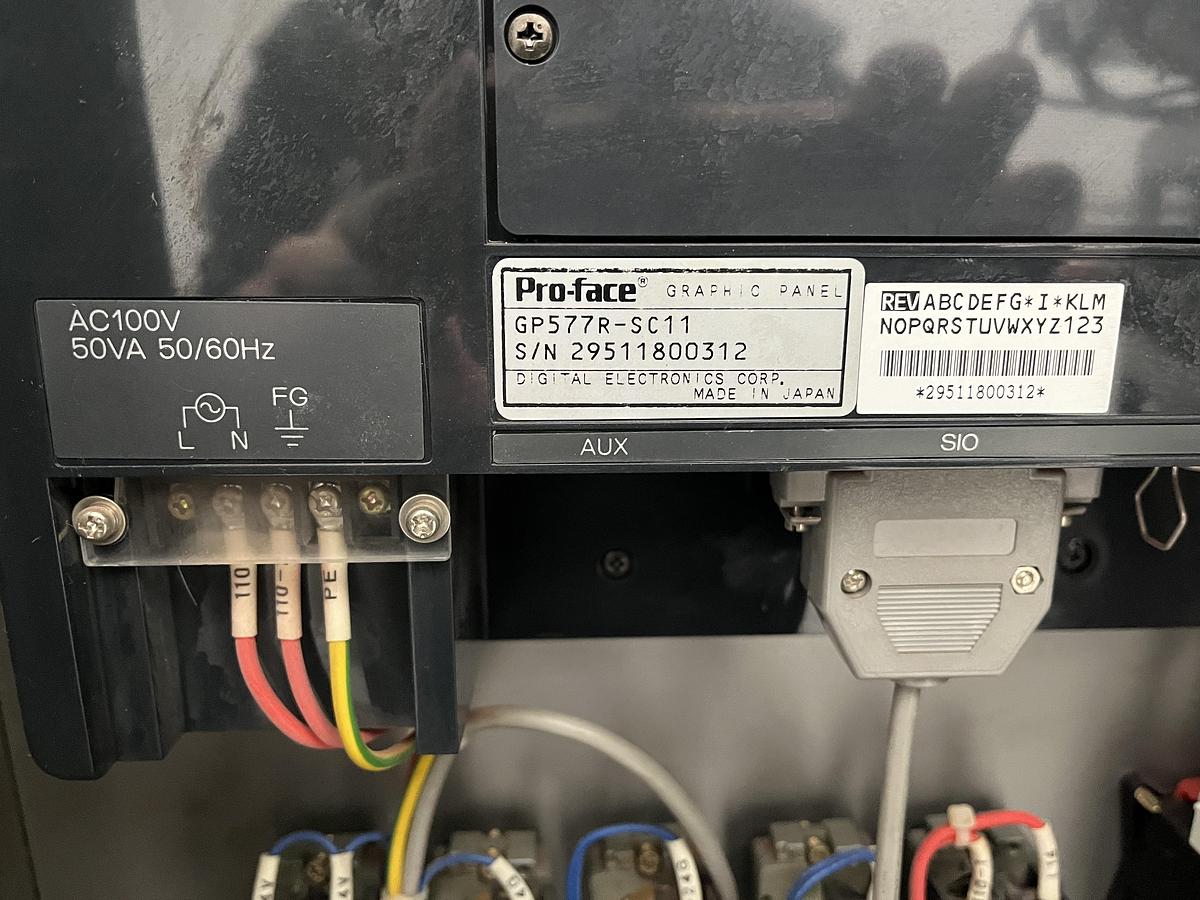 Pro-face® GRAPHIC PANEL
GP577R-SC11
S/N 29511800312
DIGITAL ELECTRONICS CORP.
MADE IN JAPAN
REV ABCDEFG*I*KLM
NOPQRSTUVWXYZ123
*29511800312*
AC100V
50VA 50/60Hz
FG
L N
AUX
SIO
110
110-
PE